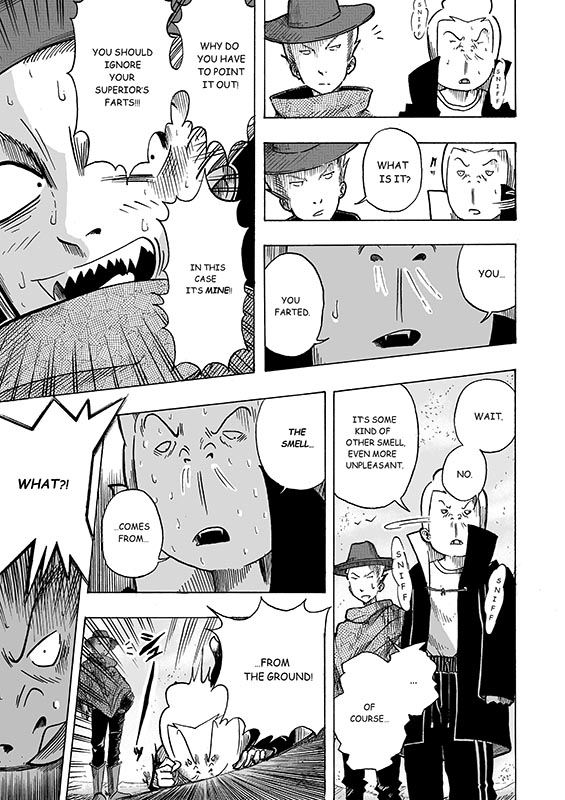 SNIFF
SNIFF
WHAT
IS IT?
YOU...
YOU
FARTED.
WHY DO
YOU HAVE
TO POINT
IT OUT!
YOU SHOULD
IGNORE
YOUR
SUPERIOR'S
FARTS!!!
IN THIS
CASE
IT'S MINE!!
WAIT.
NO.
IT'S SOME
KIND OF
OTHER SMELL,
EVEN MORE
UNPLEASANT.
SNIFF
SNIFF
...
OF
COURSE...
THE
SMELL...
...COMES
FROM...
...FROM
THE GROUND!
WHAT?!